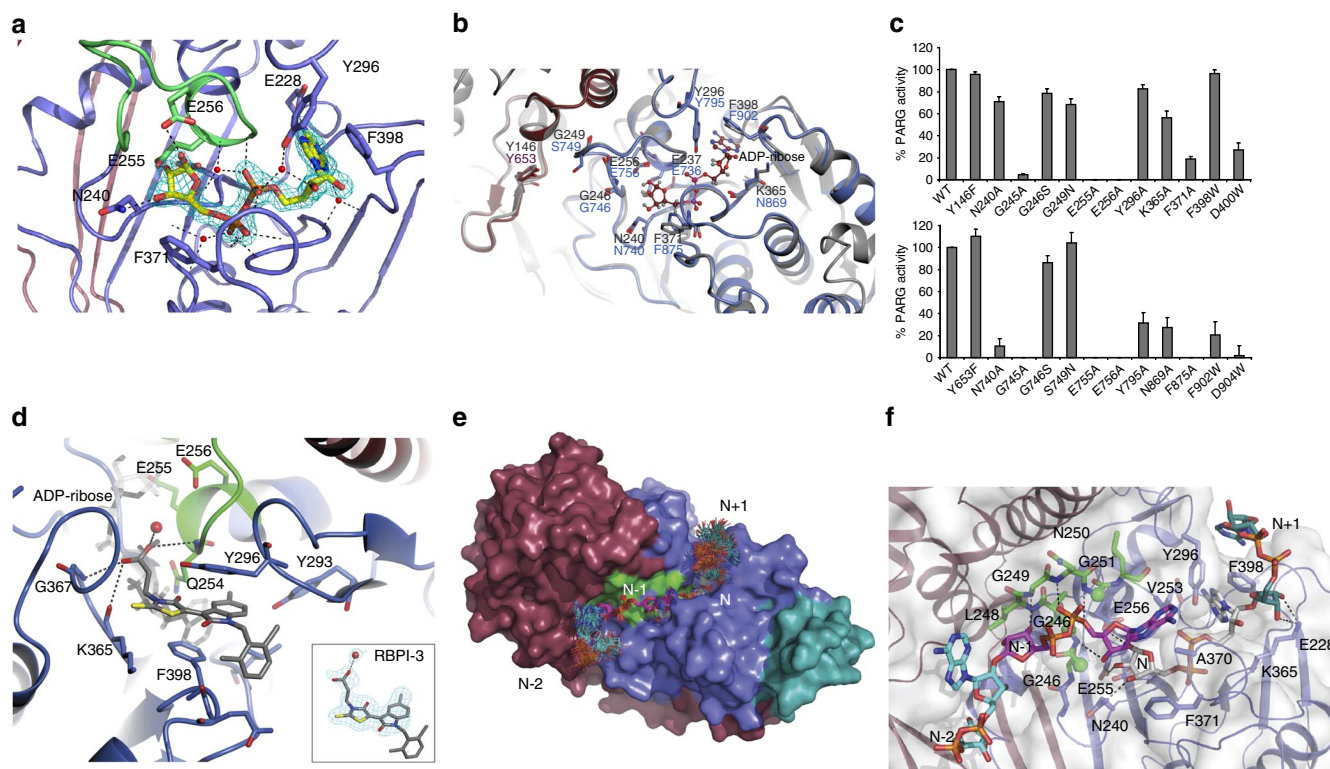 a
E256
E228
Y296
F398
E255
N240
F371
b
Y296
Y795
F398
F902
G249
S749
Y146
Y653
E256
E756
E237
E736
ADP-ribose
G246
G746
K365
N869
N240
N740
F371
F875
c
% PARG activity
120
100
80
60
40
20
0
WT
Y146F
N240A
G245A
G246S
G249N
E255A
E256A
Y296A
K365A
F371A
F398W
D400W
% PARG activity
120
100
80
60
40
20
0
WT
Y653F
N740A
G745A
G746S
S749N
E755A
E756A
Y795A
N869A
F875A
F902W
D904W
d
E256
E255
ADP-ribose
G367
Y296
Y293
Q254
K365
F398
RBPI-3
e
N+1
N-1
N
N-2
f
N250
N+1
G251
Y296
G249
F398
V253
L248
E256
G246
N-1
N
A370
E228
K365
G246
E255
N240
F371
N-2